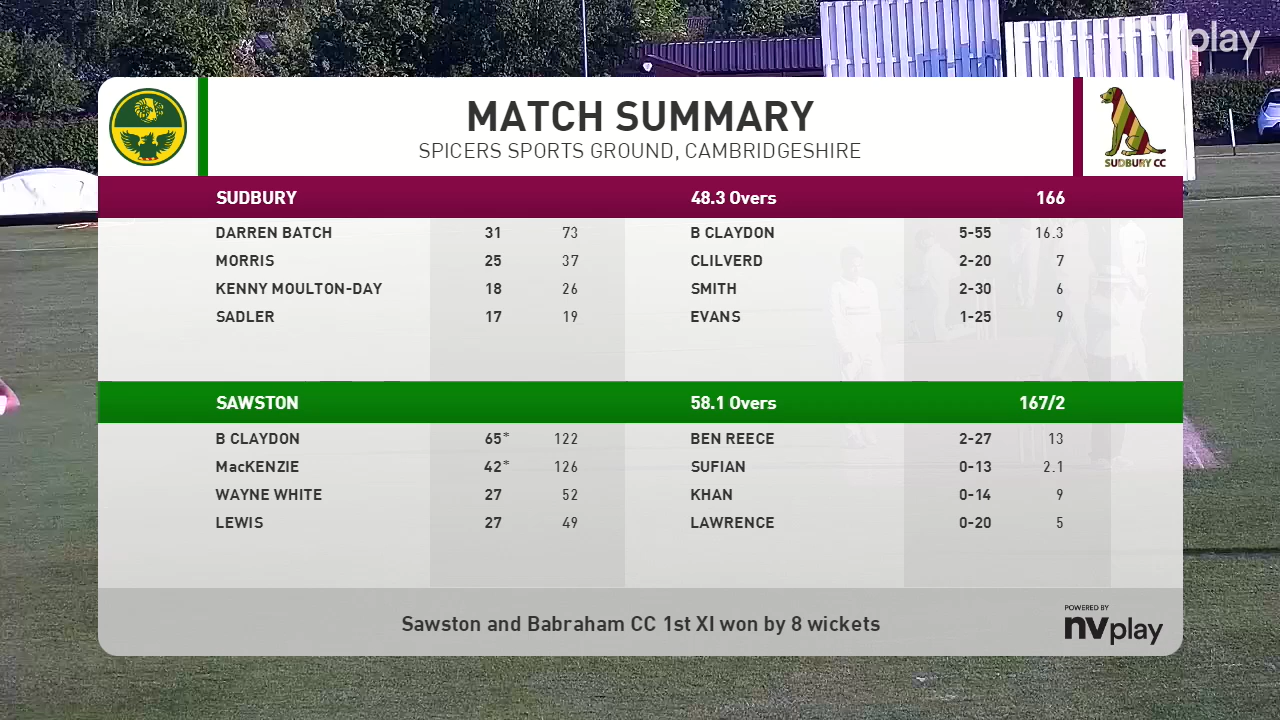 nvplay
MATCH SUMMARY
SPICERS SPORTS GROUND, CAMBRIDGESHIRE
SUDBURY CC
SUDBURY 48.3 Overs 166
DARREN BATCH 31 73 B CLAYDON 5-55 16.3
MORRIS 25 37 CLILVERD 2-20 7
KENNY MOULTON-DAY 18 26 SMITH 2-30 6
SADLER 17 19 EVANS 1-25 9
SAWSTON 58.1 Overs 167/2
B CLAYDON 65* 122 BEN REECE 2-27 13
MacKENZIE 42* 126 SUFIAN 0-13 2.1
WAYNE WHITE 27 52 KHAN 0-14 9
LEWIS 27 49 LAWRENCE 0-20 5
Sawston and Babraham CC 1st XI won by 8 wickets
POWERED BY
nvplay